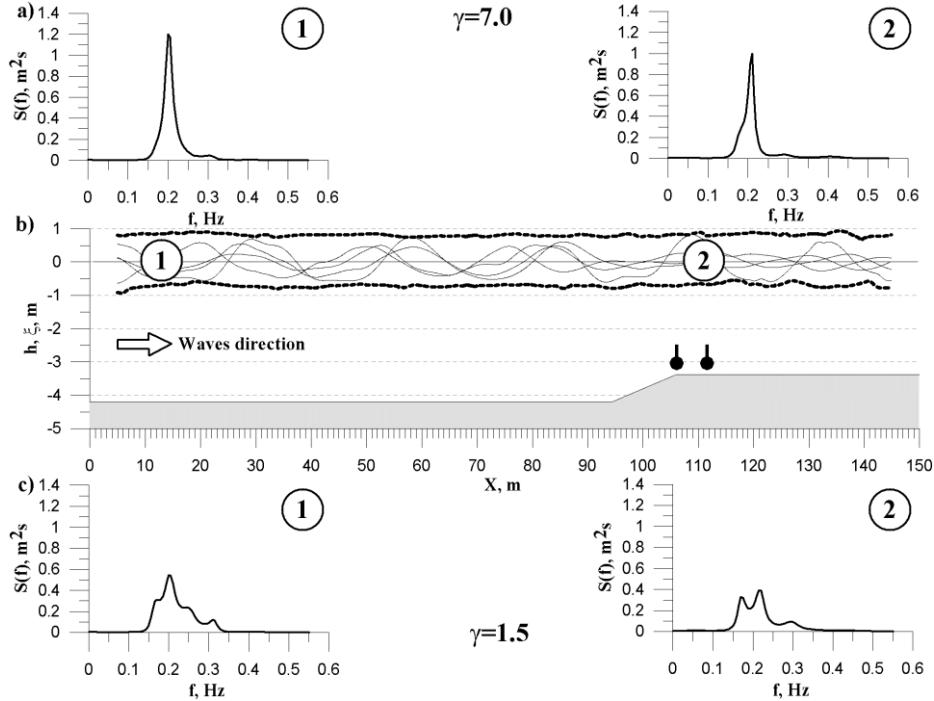 a)
γ=7.0
1
1.4
1.2
1
0.8
0.6
0.4
0.2
0
S(f), m²s
0 0.1 0.2 0.3 0.4 0.5 0.6
f, Hz
2
1.4
1.2
1
0.8
0.6
0.4
0.2
0
S(f), m²s
0 0.1 0.2 0.3 0.4 0.5 0.6
f, Hz
b)
1
0
-1
-2
-3
-4
-5
h, ξ, m
1
2
Waves direction
0 10 20 30 40 50 60 70 80 90 100 110 120 130 140 150
X, m
c)
1
1.4
1.2
1
0.8
0.6
0.4
0.2
0
S(f), m²s
0 0.1 0.2 0.3 0.4 0.5 0.6
f, Hz
γ=1.5
2
1.4
1.2
1
0.8
0.6
0.4
0.2
0
S(f), m²s
0 0.1 0.2 0.3 0.4 0.5 0.6
f, Hz